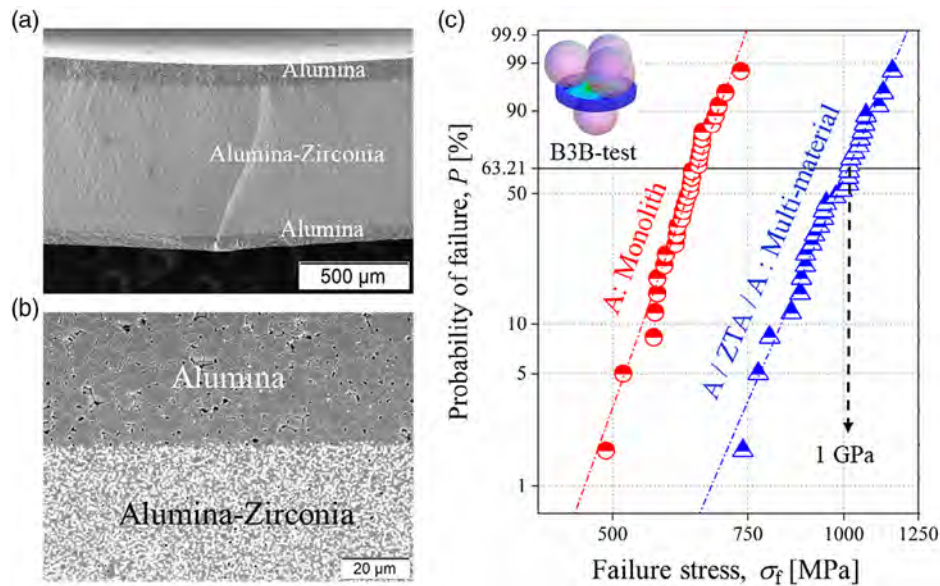 (a)
Alumina
Alumina-Zirconia
Alumina
500 μm
(b)
Alumina
Alumina-Zirconia
20 μm
(c)
99.9
99
90
63.21
50
10
5
1
Probability of failure, P [%]
B3B-test
A: Monolith
A / ZTA / A : Multi-material
1 GPa
500
750
1000
1250
Failure stress, σf [MPa]